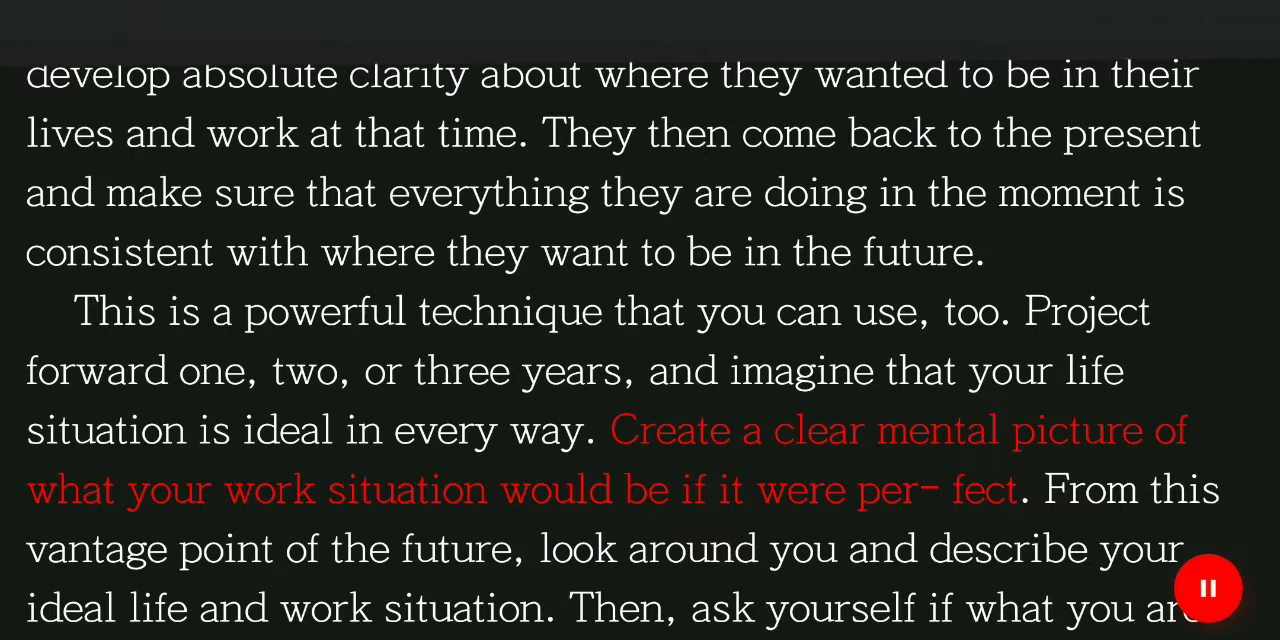 develop absolute clarity about where they wanted to be in their
lives and work at that time. They then come back to the present
and make sure that everything they are doing in the moment is
consistent with where they want to be in the future.
This is a powerful technique that you can use, too. Project
forward one, two, or three years, and imagine that your life
situation is ideal in every way. Create a clear mental picture of
what your work situation would be if it were per- fect. From this
vantage point of the future, look around you and describe your
ideal life and work situation. Then, ask yourself if what you are